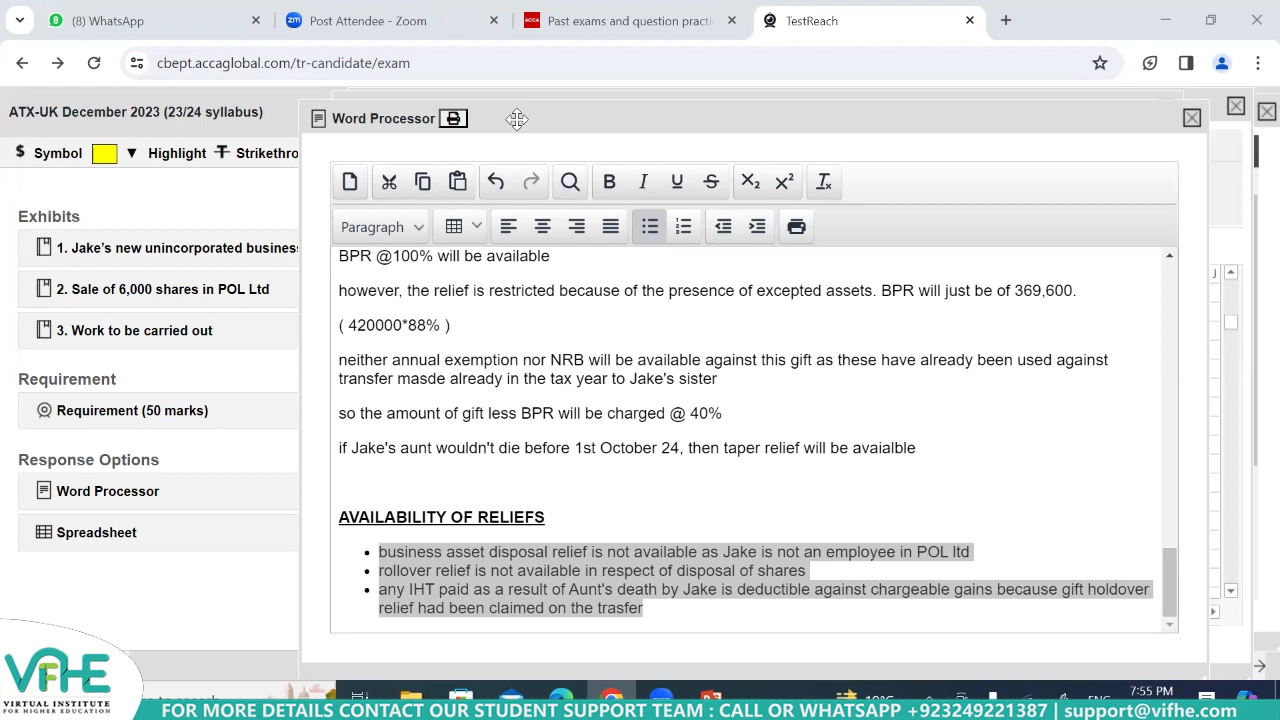 (8) WhatsApp
Post Attendee - Zoom
ACCA
Past exams and question practi
TestReach
cbept.accaglobal.com/tr-candidate/exam
ATX-UK December 2023 (23/24 syllabus)
Word Processor
$ Symbol
Highlight
T Strikethro
B I U S X₂ X² Tx
Exhibits
Paragraph
1. Jake's new unincorporated business
BPR @100% will be available
2. Sale of 6,000 shares in POL Ltd
however, the relief is restricted because of the presence of excepted assets. BPR will just be of 369,600.
J
3. Work to be carried out
( 420000*88% )
neither annual exemption nor NRB will be available against this gift as these have already been used against
transfer masde already in the tax year to Jake's sister
Requirement
Requirement (50 marks)
so the amount of gift less BPR will be charged @ 40%
if Jake's aunt wouldn't die before 1st October 24, then taper relief will be avaialble
Response Options
Word Processor
Spreadsheet
AVAILABILITY OF RELIEFS
• business asset disposal relief is not available as Jake is not an employee in POL ltd
• rollover relief is not available in respect of disposal of shares
• any IHT paid as a result of Aunt's death by Jake is deductible against chargeable gains because gift holdover
relief had been claimed on the trasfer
VIFHE
VIRTUAL INSTITUTE
FOR HIGHER EDUCATION
ENG
7:55 PM
FOR MORE DETAILS CONTACT OUR STUDENT SUPPORT TEAM : CALL OR WHATSAPP +923249221387 | support@vifhe.com